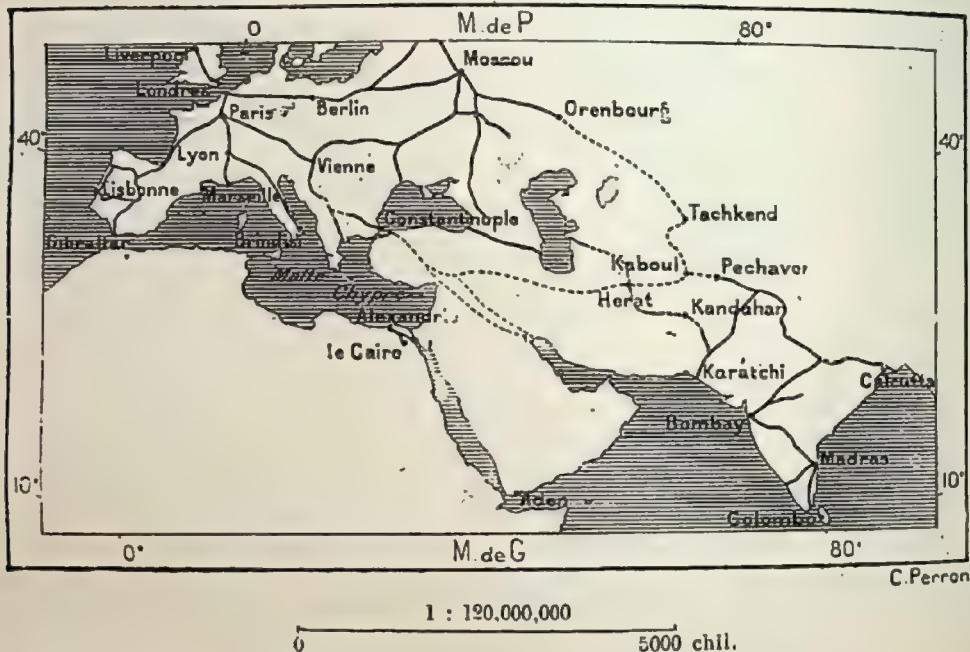 0 M. de P 80°
Liverpool
Moscou
Londres
Paris
Berlin
Orenbourg
40° 40°
Lyon
Vienne
Lisbonne
Marseille
Constantinople
Tachkend
Gibraltar
Brindisi
Kaboul
Pechaver
Malte
Chypre
Herat
Kandahar
Alexandr
le Caire
Karatchi
Calcutta
Bombay
Madras
10° 10°
Aden
Colombo
0° M. de G 80°
C. Perron
1 : 120,000,000
0 5000 chil.